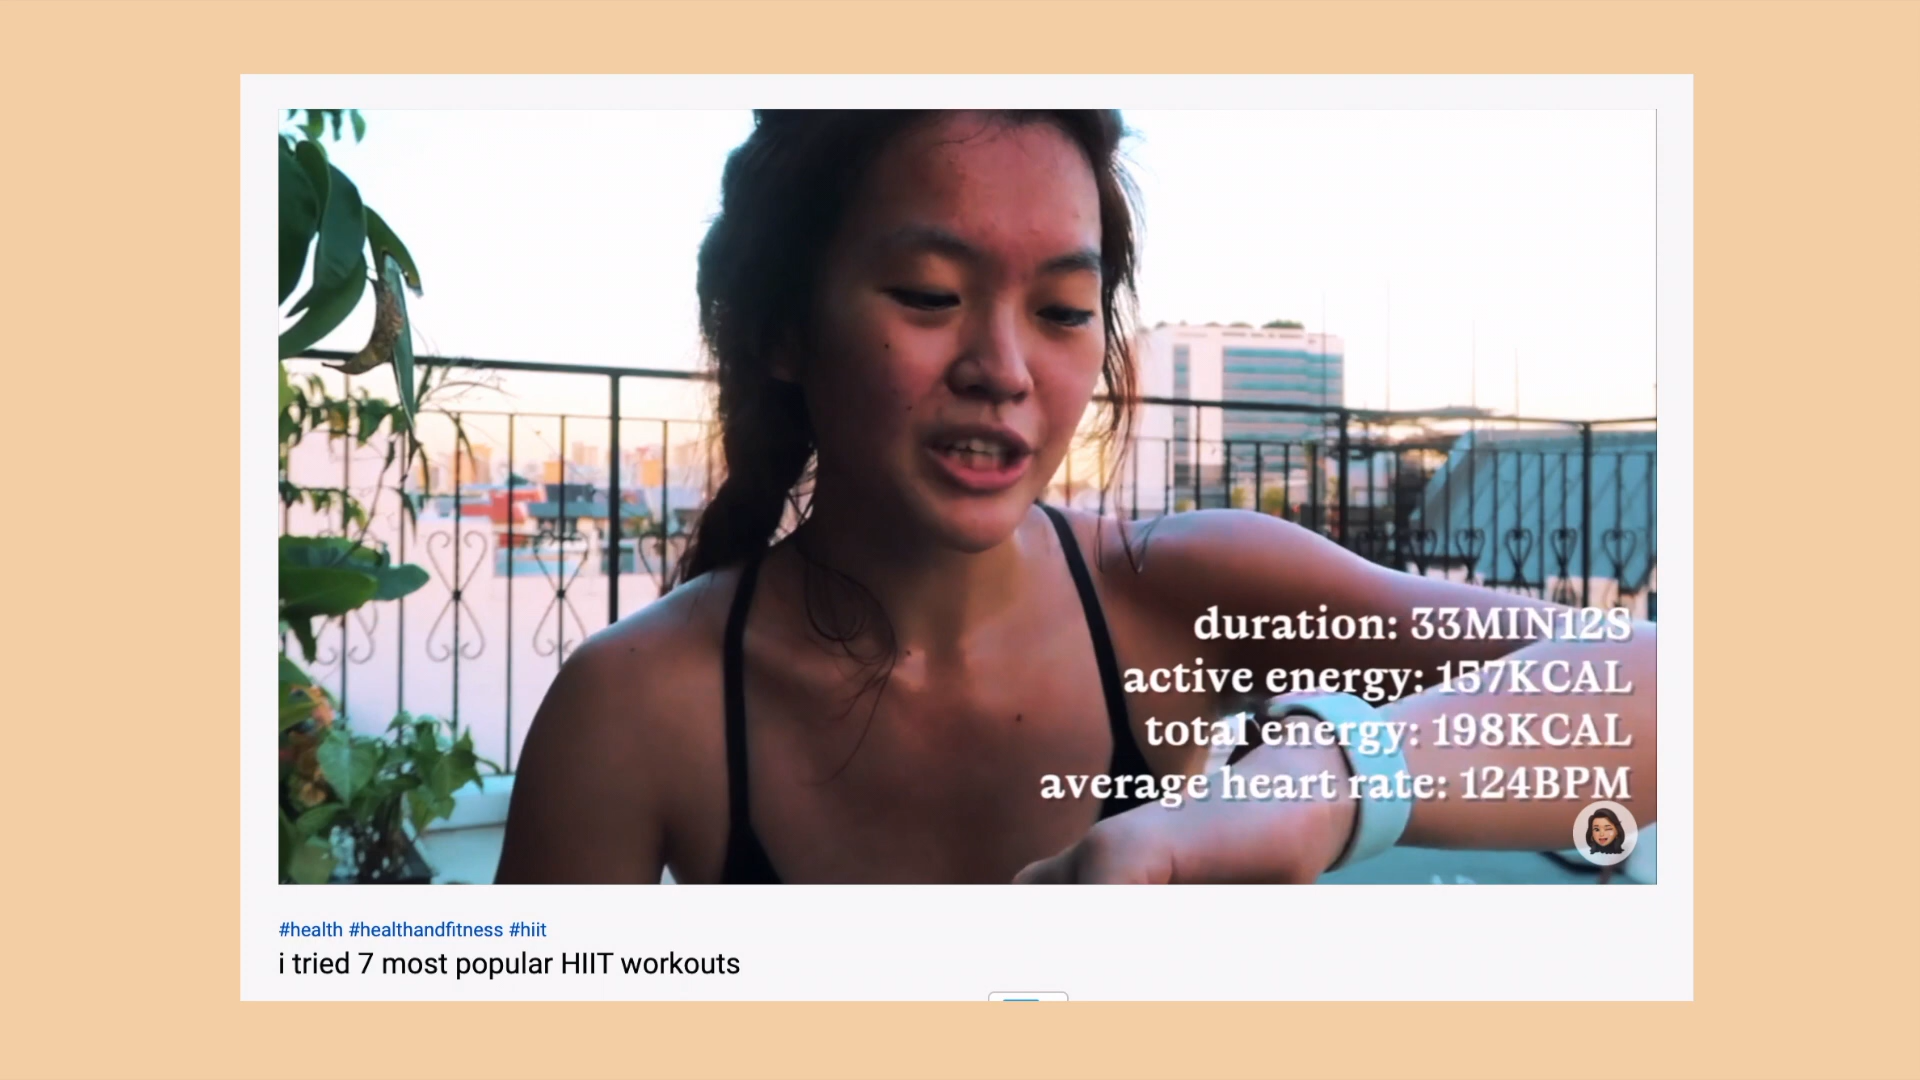 duration: 33MIN12S
active energy: 157KCAL
total energy: 198KCAL
average heart rate: 124BPM
#health #healthandfitness #hiit
i tried 7 most popular HIIT workouts